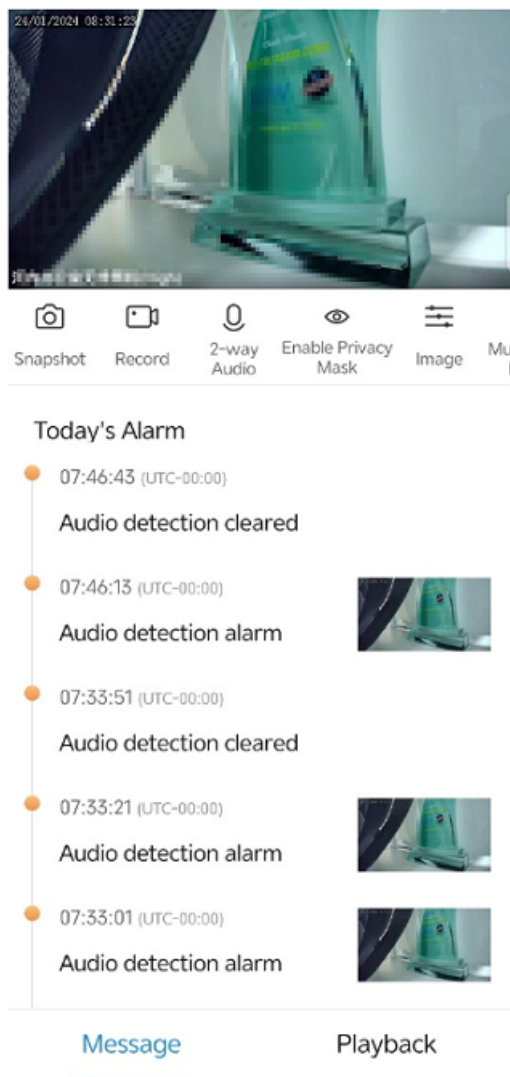 24/01/2024 08:31:23
Snapshot
Record
2-way
Audio
Enable Privacy
Mask
Image
Mu
Today's Alarm
07:46:43 (UTC-00:00)
Audio detection cleared
07:46:13 (UTC-00:00)
Audio detection alarm
07:33:51 (UTC-00:00)
Audio detection cleared
07:33:21 (UTC-00:00)
Audio detection alarm
07:33:01 (UTC-00:00)
Audio detection alarm
Message
Playback